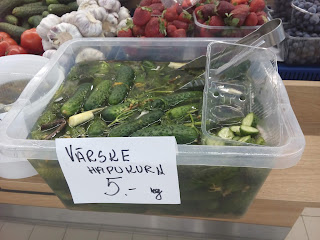 VÄRSKE
HAPUKURK
5.- kg